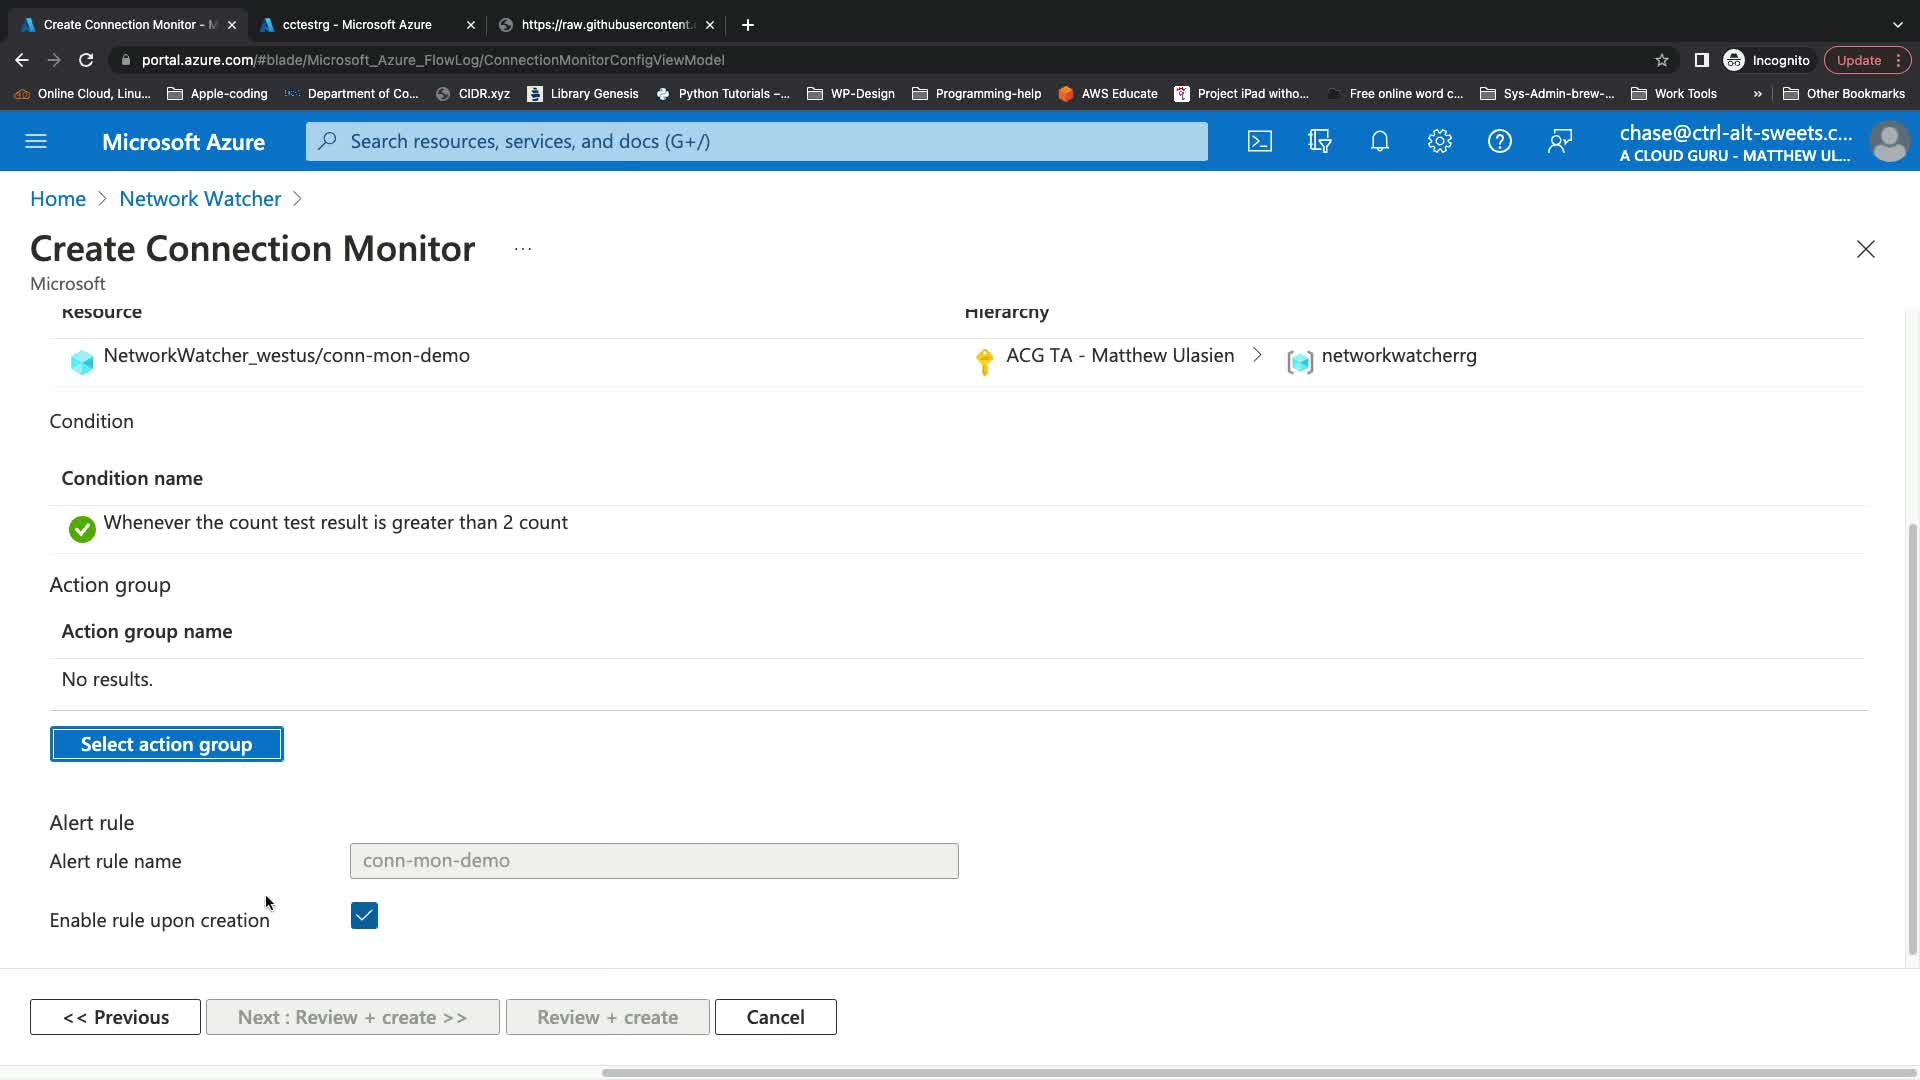 Create Connection Monitor - M
cctestrg - Microsoft Azure
https://raw.githubusercontent.
portal.azure.com/#blade/Microsoft_Azure_FlowLog/ConnectionMonitorConfigViewModel
Incognito
Update
Online Cloud, Linu...
Apple-coding
Department of Co...
CIDR.xyz
Library Genesis
Python Tutorials –...
WP-Design
Programming-help
AWS Educate
Project iPad witho...
Free online word c...
Sys-Admin-brew-...
Work Tools
»
Other Bookmarks
Microsoft Azure
Search resources, services, and docs (G+/)
chase@ctrl-alt-sweets.c...
A CLOUD GURU - MATTHEW UL...
Home > Network Watcher >
Create Connection Monitor ...
Microsoft
Resource
Hierarchy
NetworkWatcher_westus/conn-mon-demo
ACG TA - Matthew Ulasien > networkwatcherrg
Condition
Condition name
Whenever the count test result is greater than 2 count
Action group
Action group name
No results.
Select action group
Alert rule
Alert rule name
conn-mon-demo
Enable rule upon creation
<< Previous
Next : Review + create >>
Review + create
Cancel